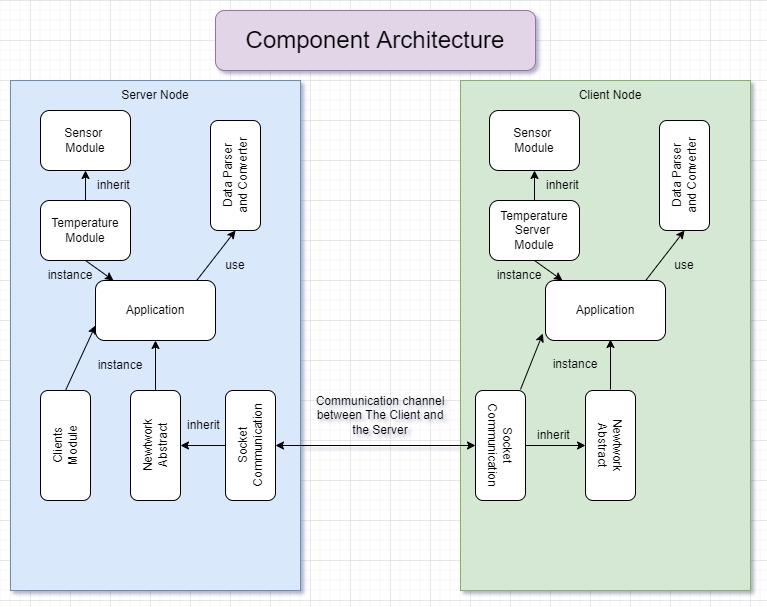 Component Architecture
Server Node
Sensor
Module
inherit
Temperature
Module
instance
Data Parser
and Converter
use
Application
instance
Clients
Module
Newtwork
Abstract
inherit
Socket
Communication
Communication channel
between The Client and
the Server
Client Node
Sensor
Module
inherit
Temperature
Server
Module
instance
Data Parser
and Converter
use
Application
instance
Socket
Communication
inherit
Newtwork
Abstract